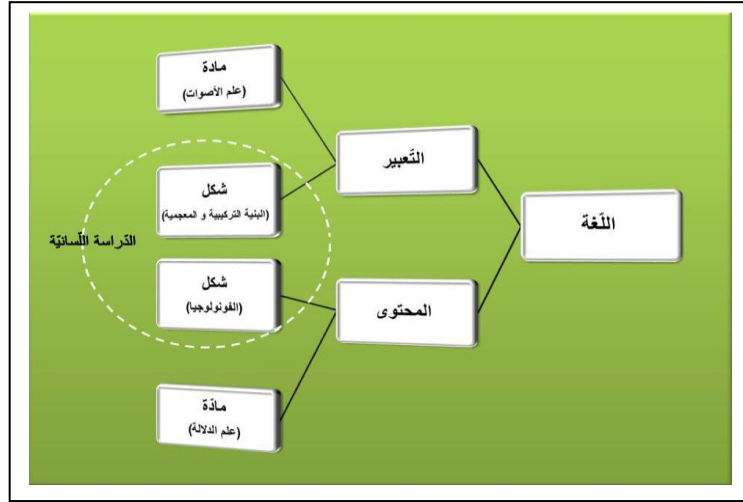 اللّغة
التَّعبير
المحتوى
مادة
(علم الأصوات)
شكل
(البنية التركيبية و المعجمية)
شكل
(الفونولوجيا)
مادّة
(علم الدلالة)
الدّراسة اللّسانيّة